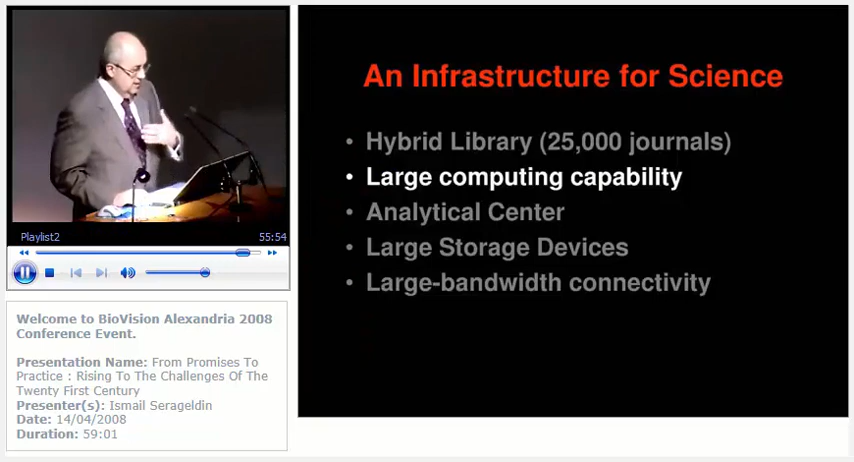 Playlist2 55:54
Welcome to BioVision Alexandria 2008
Conference Event.
Presentation Name: From Promises To
Practice : Rising To The Challenges Of The
Twenty First Century
Presenter(s): Ismail Serageldin
Date: 14/04/2008
Duration: 59:01
An Infrastructure for Science
• Hybrid Library (25,000 journals)
• Large computing capability
• Analytical Center
• Large Storage Devices
• Large-bandwidth connectivity